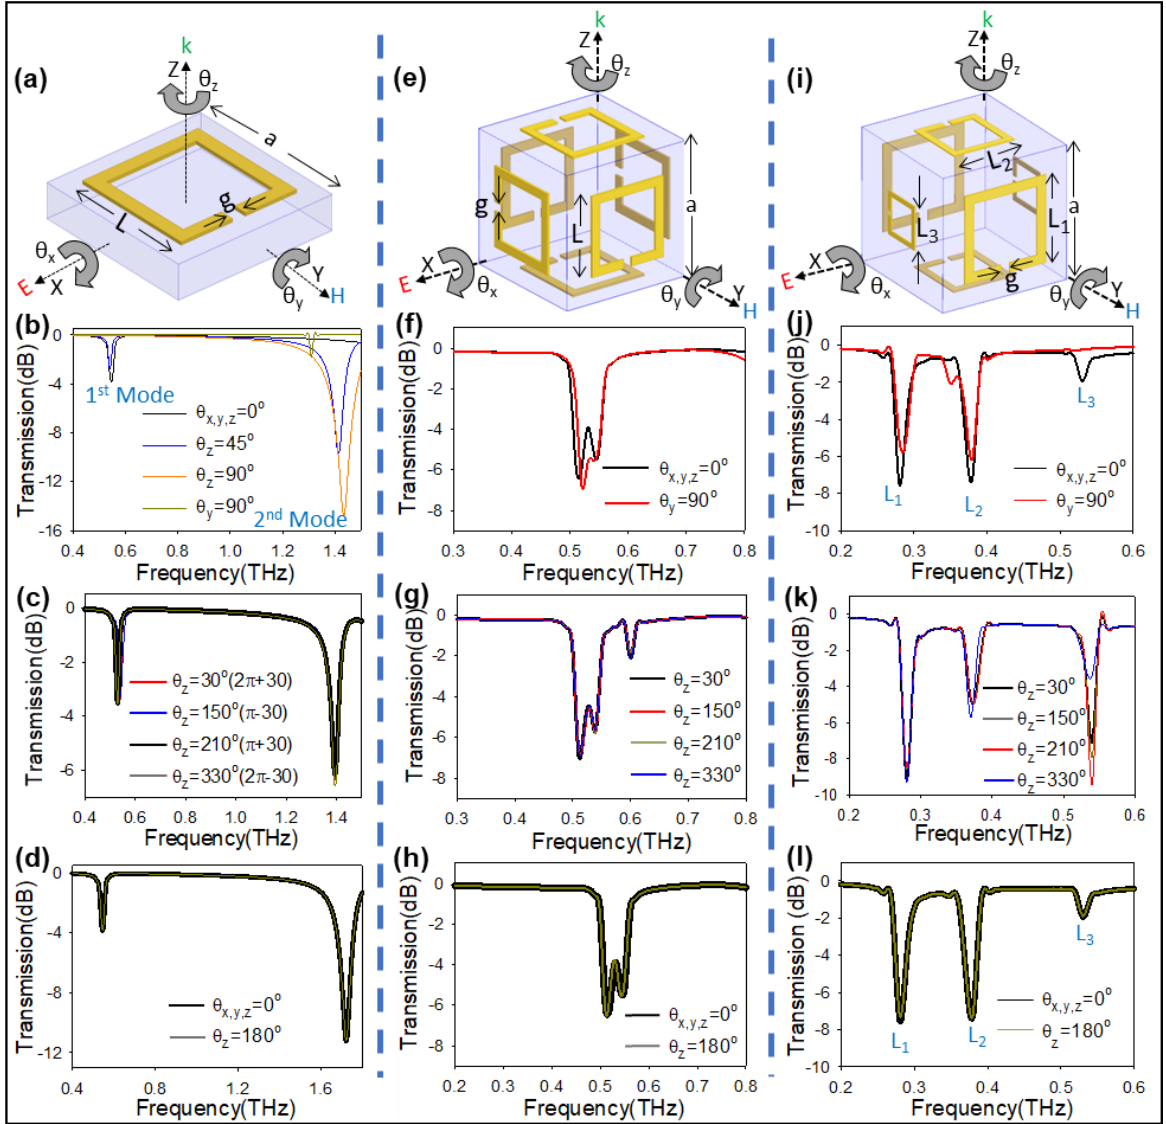 (a)
k
Z
θz
a
L
g
θx
X
E
θy
Y
H
(b)
Transmission(dB)
0
-4
-8
-12
-16
1st Mode
θx,y,z=0°
θz=45°
θz=90°
θy=90°
2nd Mode
0.4 0.6 0.8 1.0 1.2 1.4
Frequency(THz)
(c)
Transmission(dB)
0
-2
-4
-6
θz=30°(2π+30)
θz=150°(π-30)
θz=210°(π+30)
θz=330°(2π-30)
0.4 0.6 0.8 1.0 1.2 1.4
Frequency(THz)
(d)
Transmission(dB)
0
-4
-8
-12
θx,y,z=0°
θz=180°
0.4 0.8 1.2 1.6
Frequency(THz)
(e)
k
Z
θz
g
L
a
X
E
θx
θy
Y
H
(f)
Transmission(dB)
0
-2
-4
-6
-8
θx,y,z=0°
θy=90°
0.3 0.4 0.5 0.6 0.7 0.8
Frequency(THz)
(g)
Transmission(dB)
0
-2
-4
-6
-8
θz=30°
θz=150°
θz=210°
θz=330°
0.3 0.4 0.5 0.6 0.7 0.8
Frequency(THz)
(h)
Transmission(dB)
0
-2
-4
-6
-8
θx,y,z=0°
θz=180°
0.2 0.3 0.4 0.5 0.6 0.7 0.8
Frequency(THz)
(i)
k
Z
θz
L2
L3
L1
a
g
X
E
θx
θy
Y
H
(j)
Transmission(dB)
0
-2
-4
-6
-8
-10
L3
L1
L2
θx,y,z=0°
θy=90°
0.2 0.3 0.4 0.5 0.6
Frequency(THz)
(k)
Transmission(dB)
0
-2
-4
-6
-8
-10
θz=30°
θz=150°
θz=210°
θz=330°
0.2 0.3 0.4 0.5 0.6
Frequency(THz)
(l)
Transmission (dB)
0
-2
-4
-6
-8
-10
L3
L1
L2
θx,y,z=0°
θz=180°
0.2 0.3 0.4 0.5 0.6
Frequency(THz)